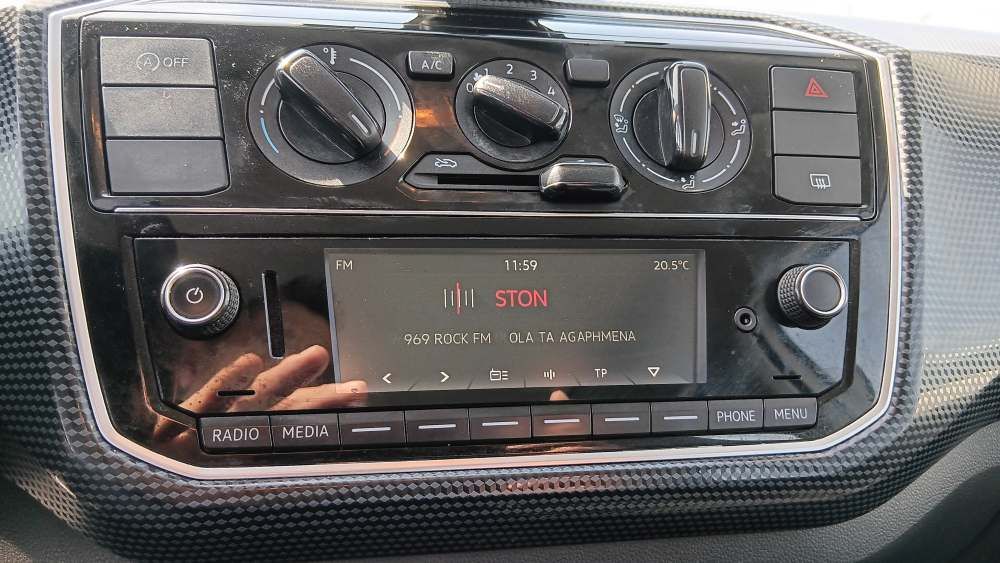 A OFF
A/C
0 1 2 3 4
FM 11:59 20.5°C
STON
969 ROCK FM OLA TA AGAPHMENA
TP
RADIO MEDIA PHONE MENU